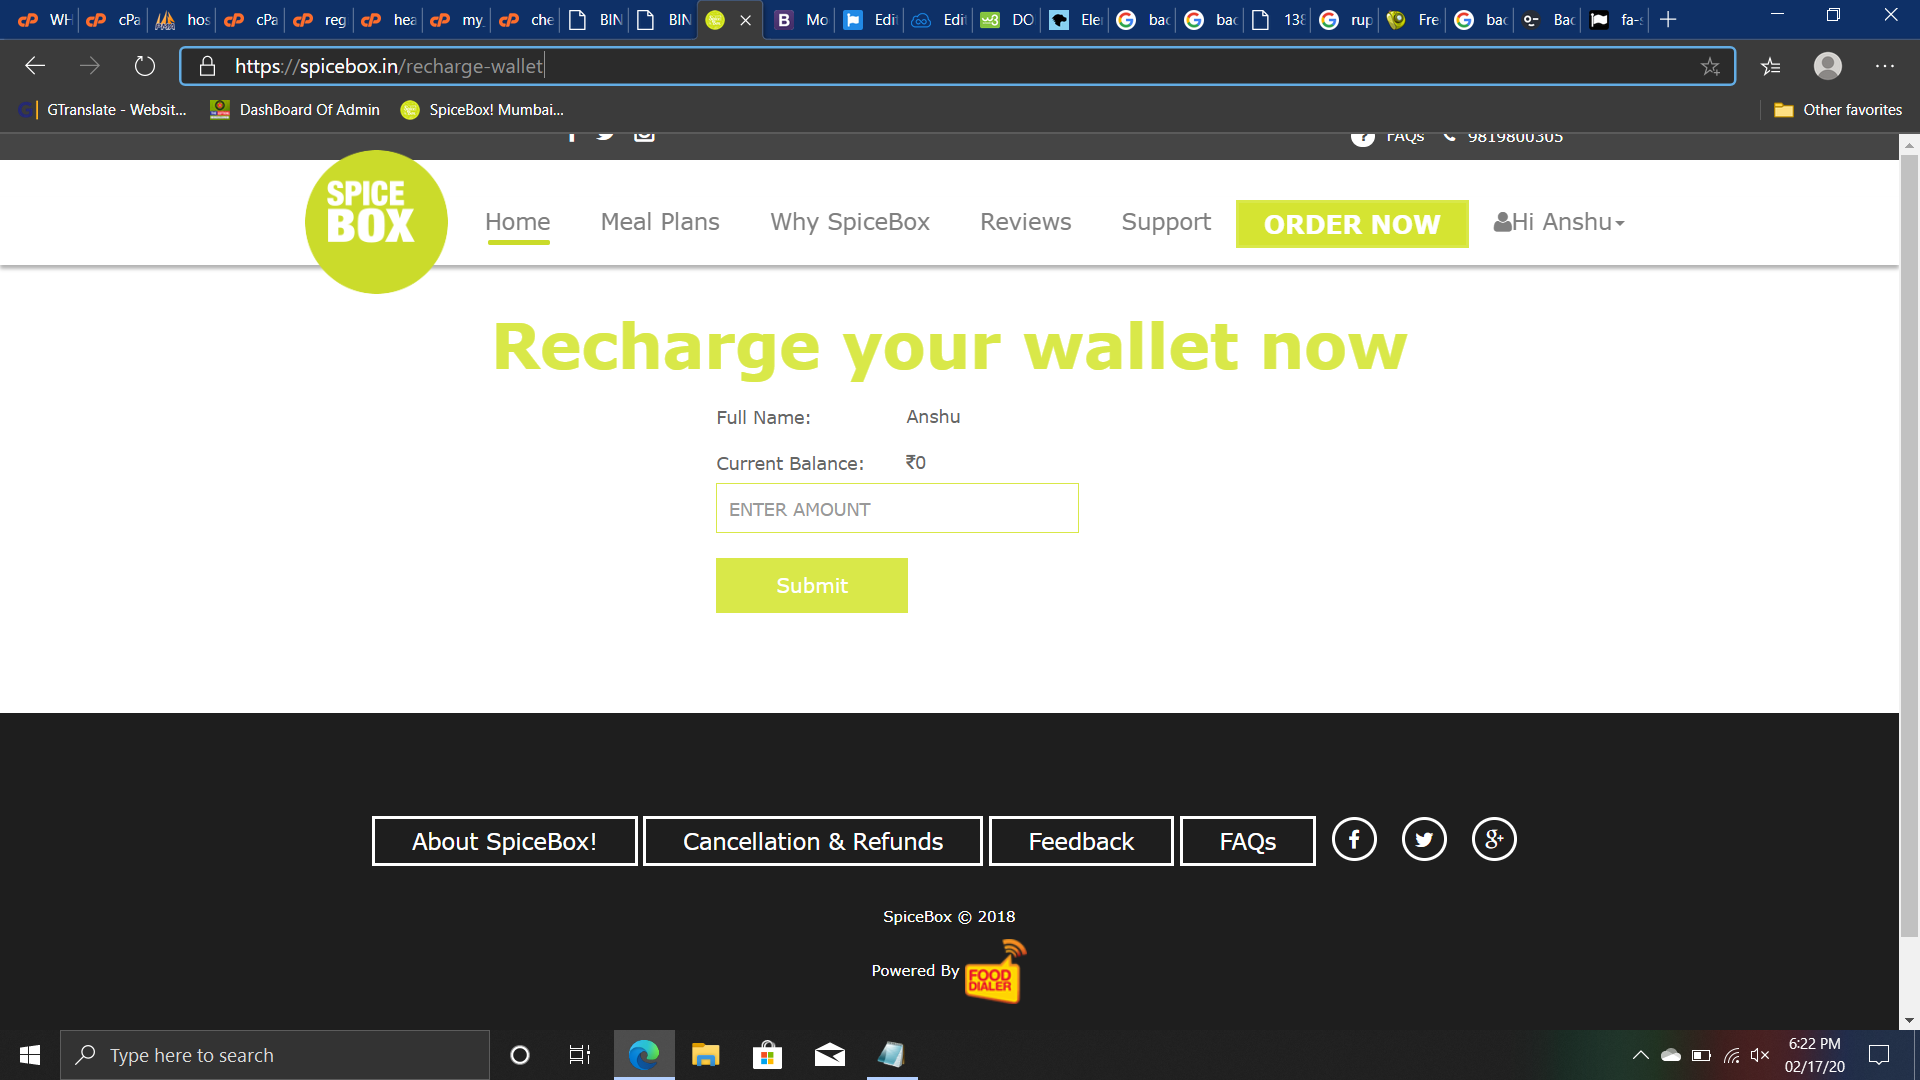 WH
cPa
hos
cPa
reg
hea
my
che
BIN
BIN
Mo
Edit
Edit
DO
Eler
bac
bac
138
rup
Fre
bac
Bac
fa-s
https://spicebox.in/recharge-wallet
GTranslate - Websit...
DashBoard Of Admin
SpiceBox! Mumbai...
Other favorites
FAQs
9819800305
SPICE
BOX
Home
Meal Plans
Why SpiceBox
Reviews
Support
ORDER NOW
Hi Anshu
Recharge your wallet now
Full Name: Anshu
Current Balance: ₹0
ENTER AMOUNT
Submit
About SpiceBox!
Cancellation & Refunds
Feedback
FAQs
SpiceBox © 2018
Powered By
FOOD
DIALER
Type here to search
6:22 PM
02/17/20